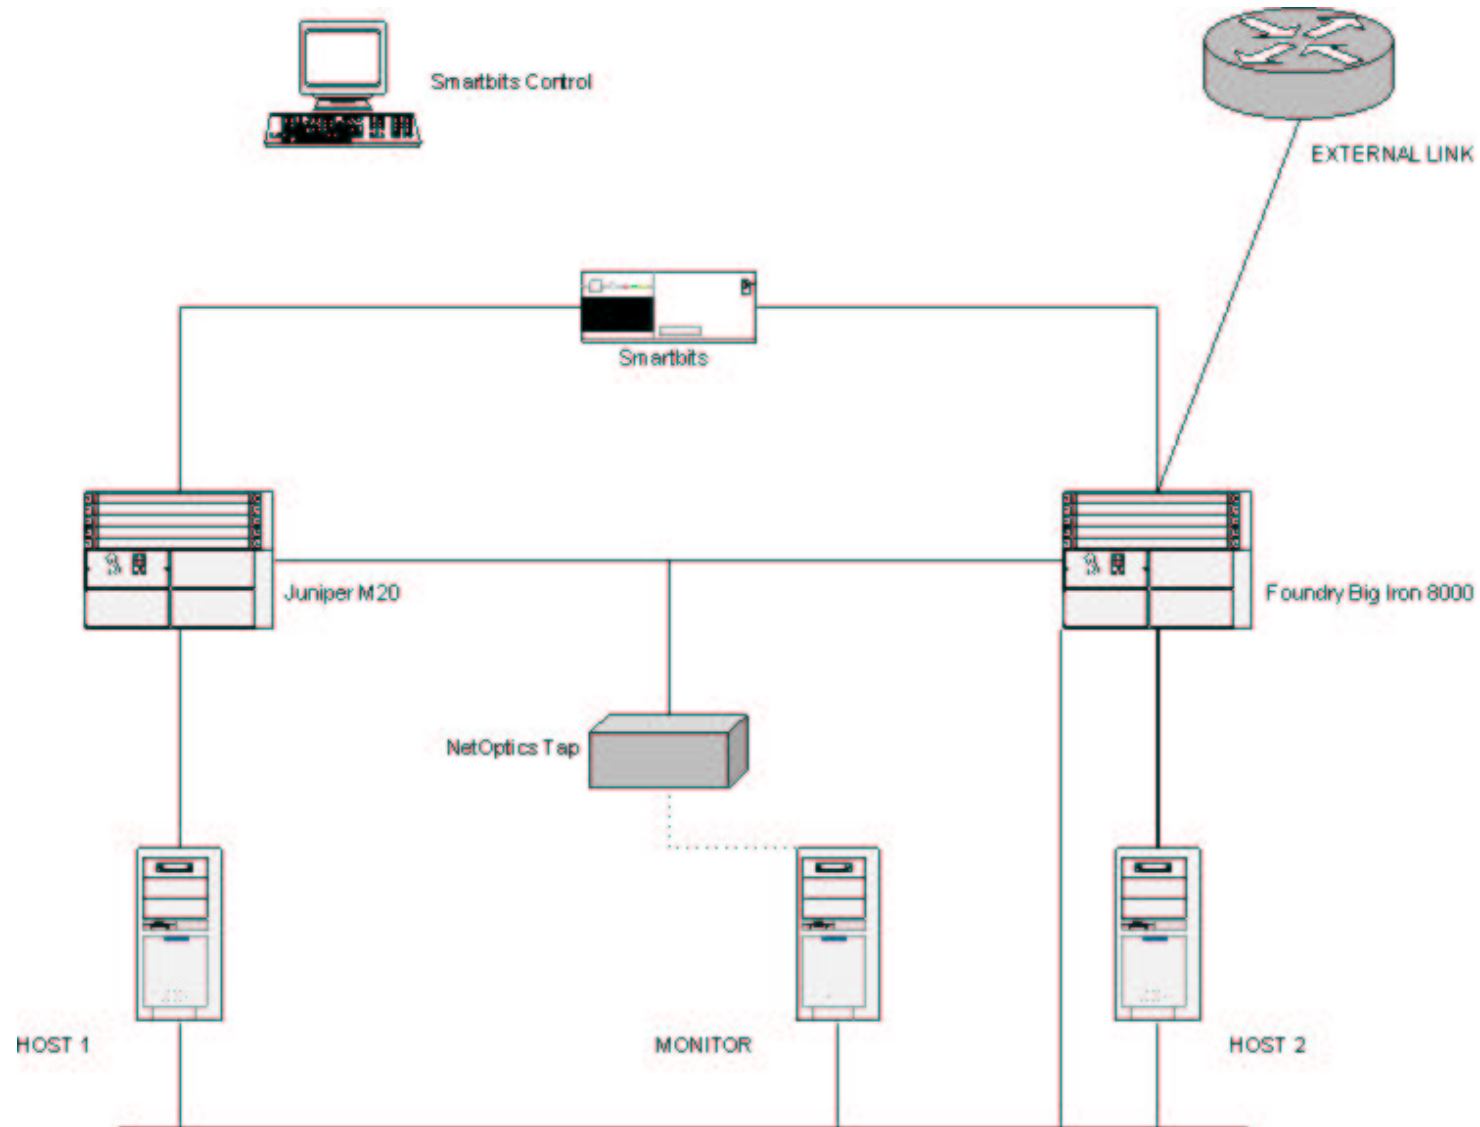 Smartbits Control
EXTERNAL LINK
Smartbits
Juniper M20
Foundry Big Iron 8000
NetOptics Tap
HOST 1
MONITOR
HOST 2